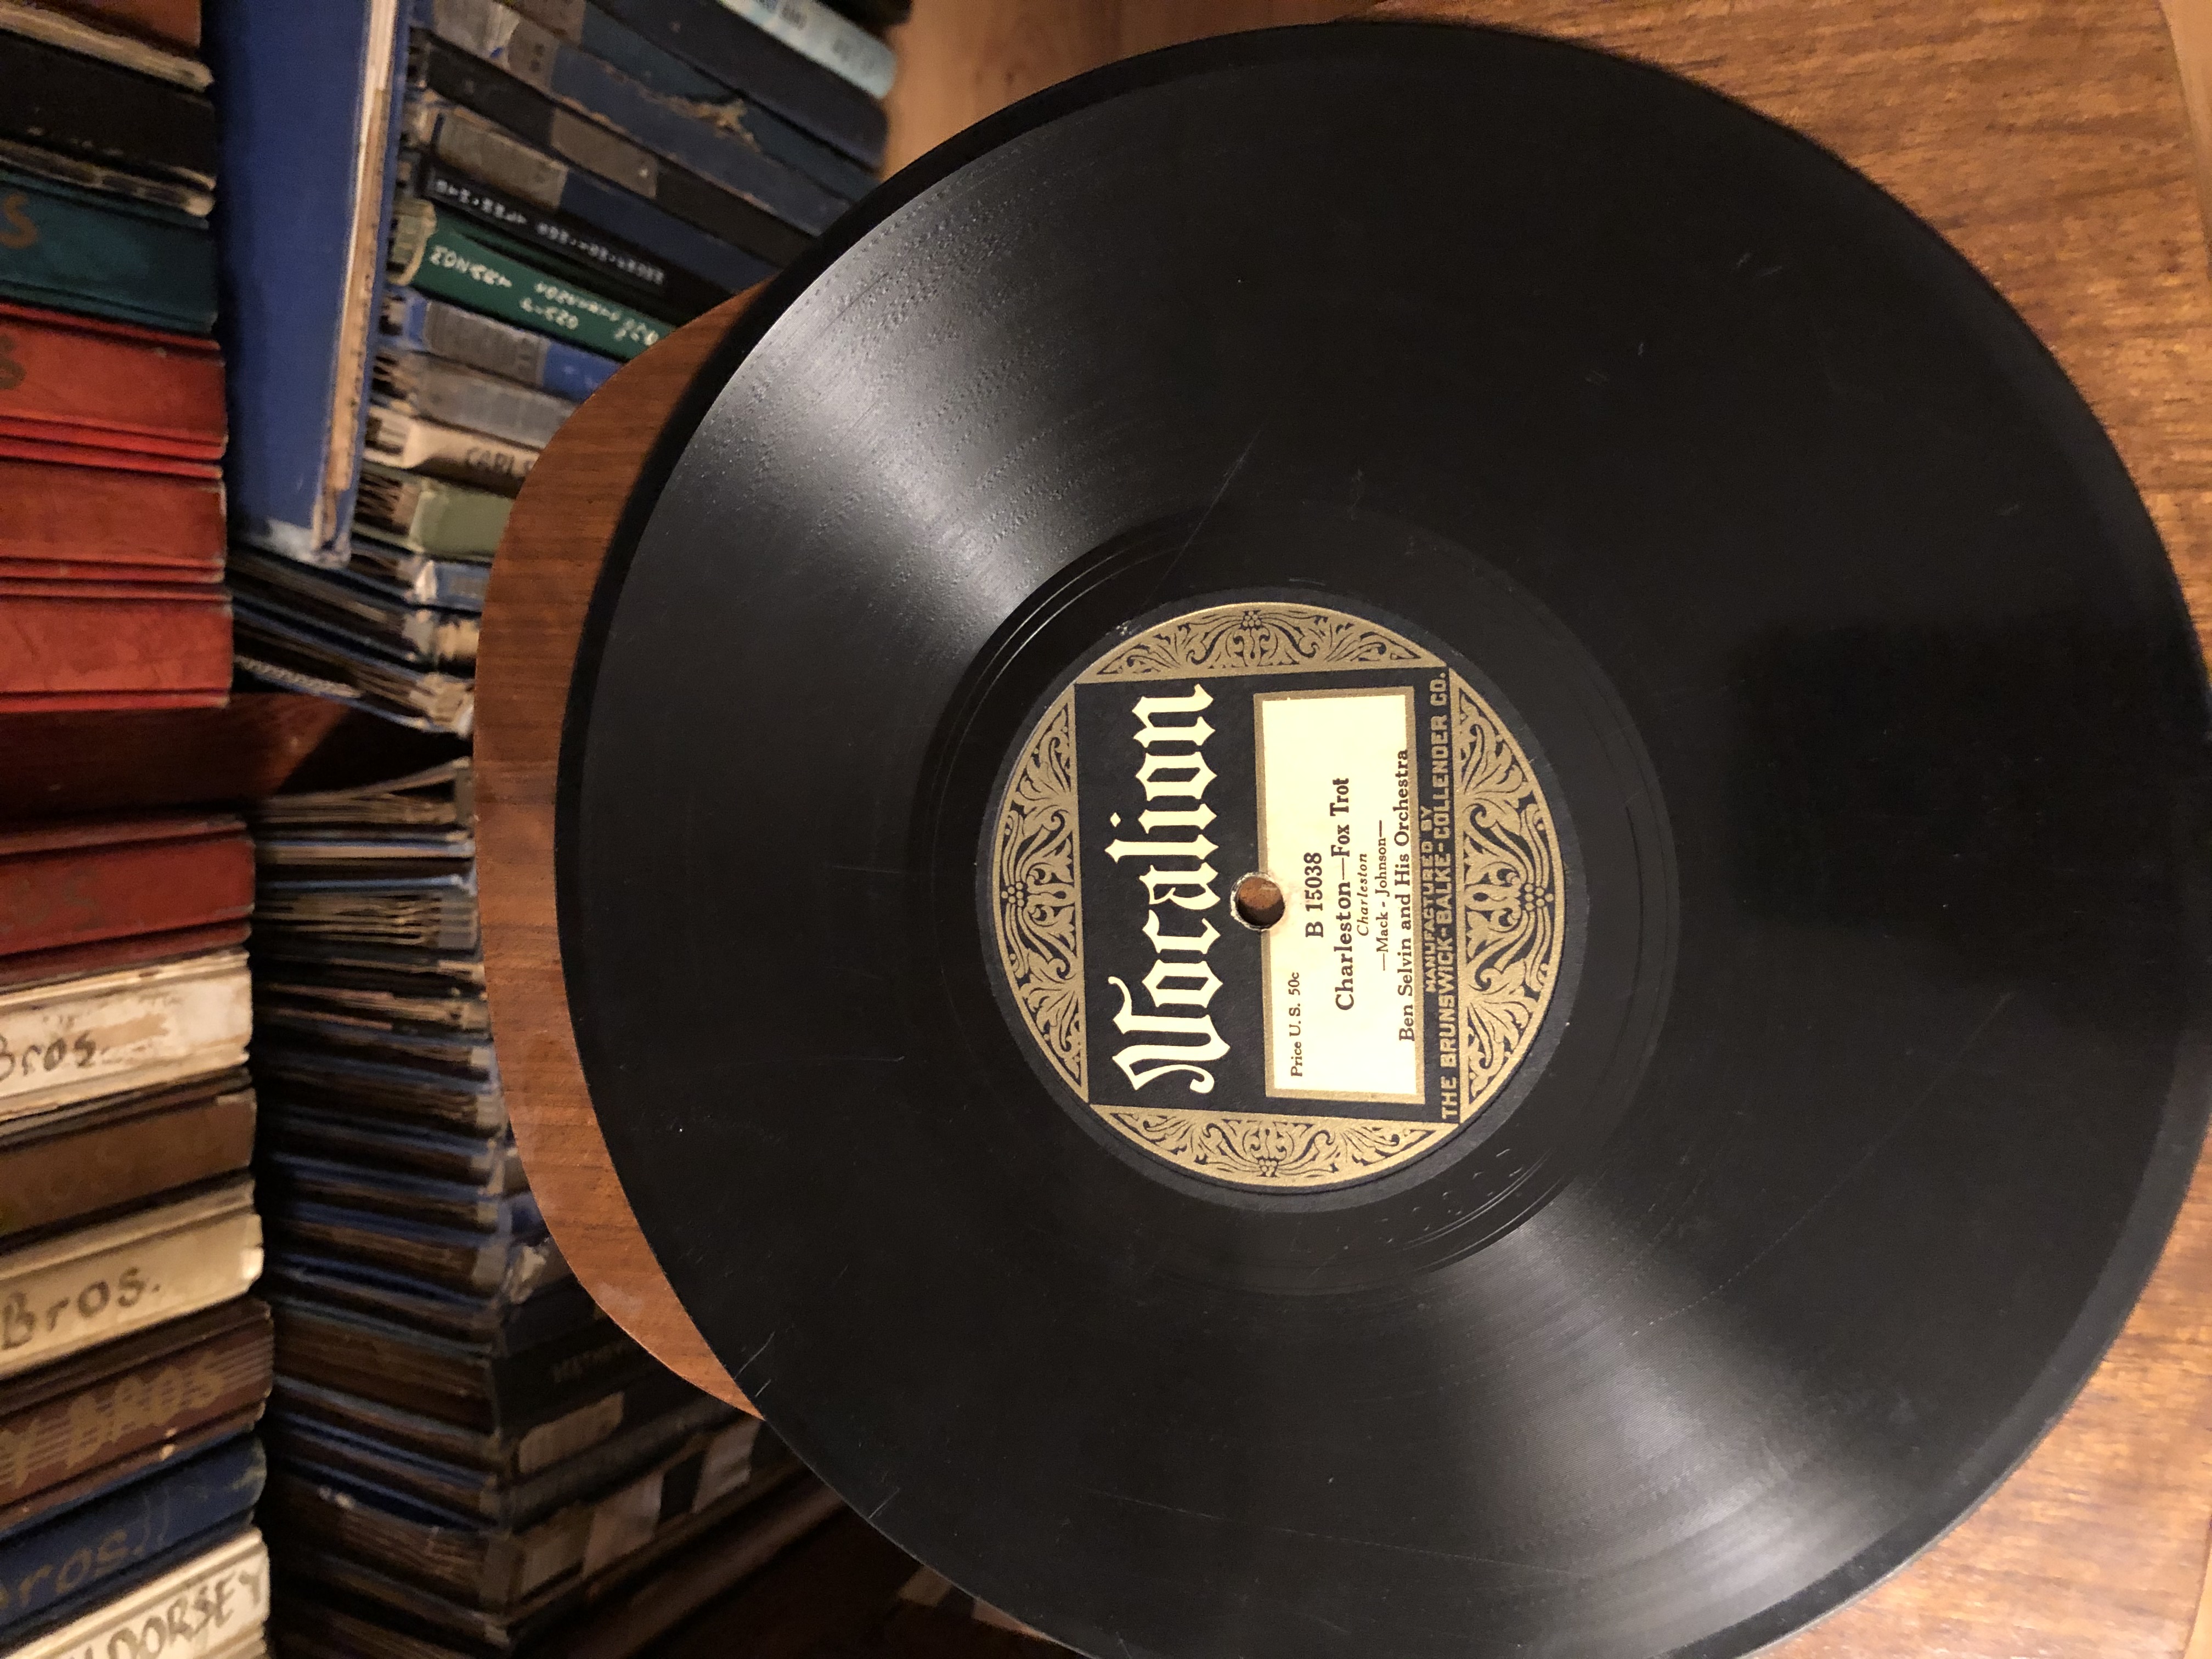 Vocalion
Price U. S. 50c
B 15038
Charleston—Fox Trot
Charleston
—Mack - Johnson—
Ben Selvin and His Orchestra
MANUFACTURED BY
THE BRUNSWICK-BALKE-COLLENDER CO.
Bros.
Bros.
BROS
Bros.
DORSEY